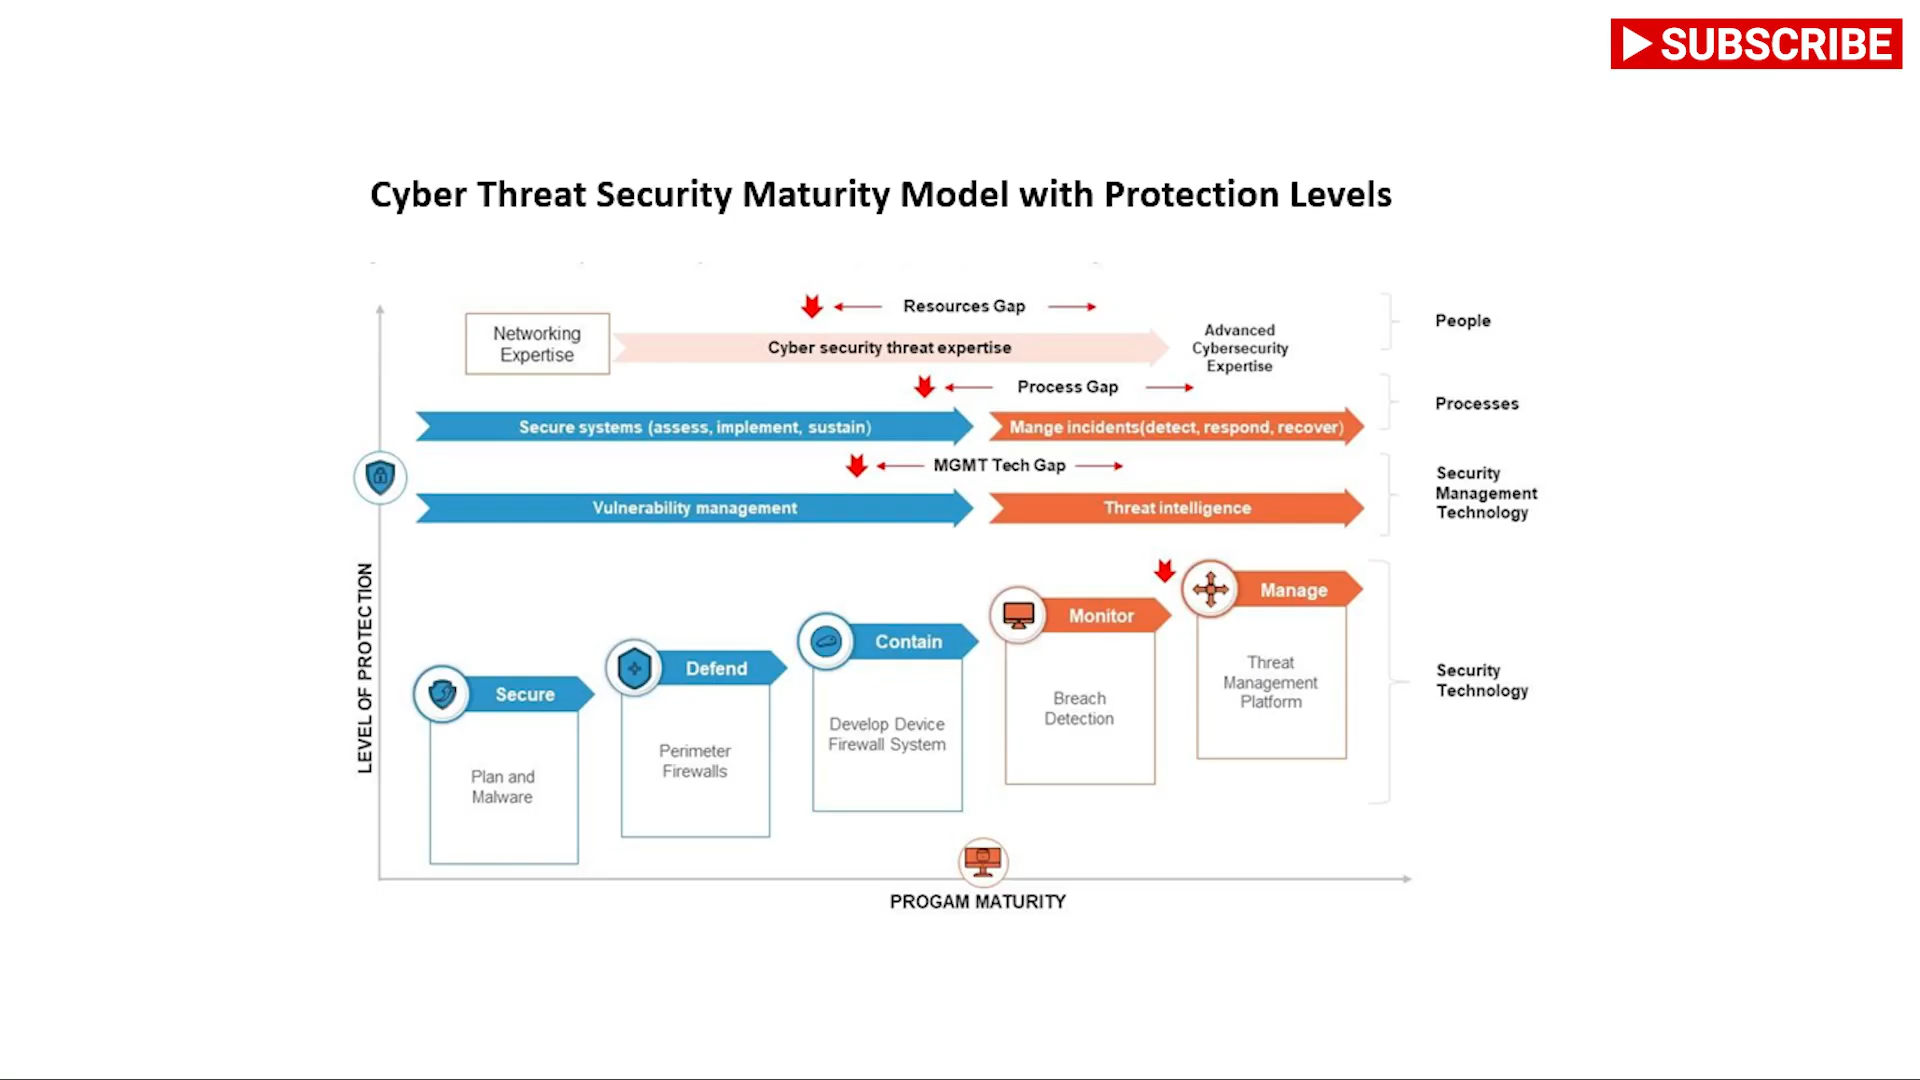 SUBSCRIBE
Cyber Threat Security Maturity Model with Protection Levels
Resources Gap
People
Networking
Expertise
Cyber security threat expertise
Advanced
Cybersecurity
Expertise
Process Gap
Processes
Secure systems (assess, implement, sustain)
Mange incidents(detect, respond, recover)
MGMT Tech Gap
Security
Management
Technology
Vulnerability management
Threat intelligence
LEVEL OF PROTECTION
Secure
Plan and
Malware
Defend
Perimeter
Firewalls
Contain
Develop Device
Firewall System
Monitor
Breach
Detection
Manage
Threat
Management
Platform
Security
Technology
PROGAM MATURITY